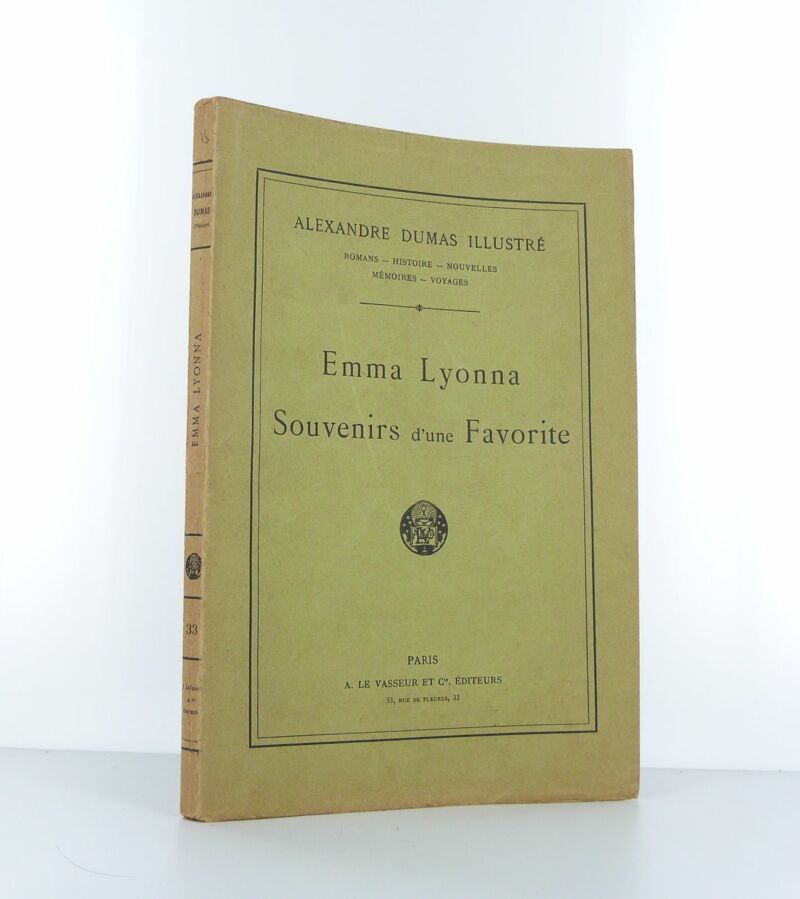 15
ALEXANDRE
DUMAS
EMMA LYONNA
33
ALEXANDRE DUMAS ILLUSTRÉ
ROMANS — HISTOIRE — NOUVELLES
MÉMOIRES — VOYAGES
Emma Lyonna
Souvenirs d'une Favorite
PARIS
A. LE VASSEUR ET Cie, ÉDITEURS
33, RUE DE FLEURUS, 33